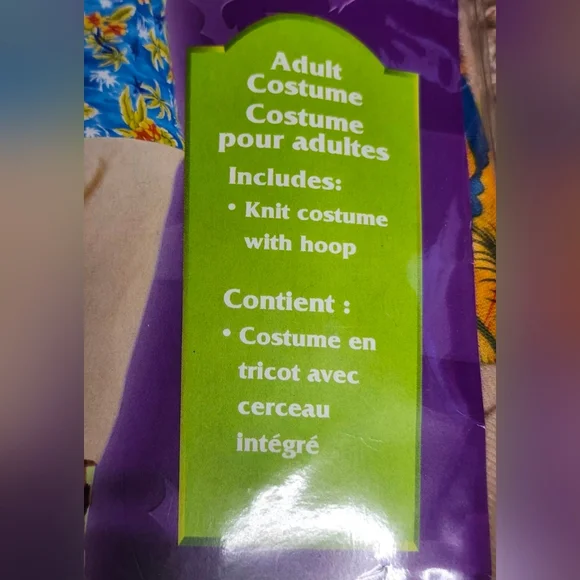 Adult
Costume
Costume
pour adultes
Includes:
• Knit costume
with hoop
Contient :
• Costume en
tricot avec
cerceau
intégré